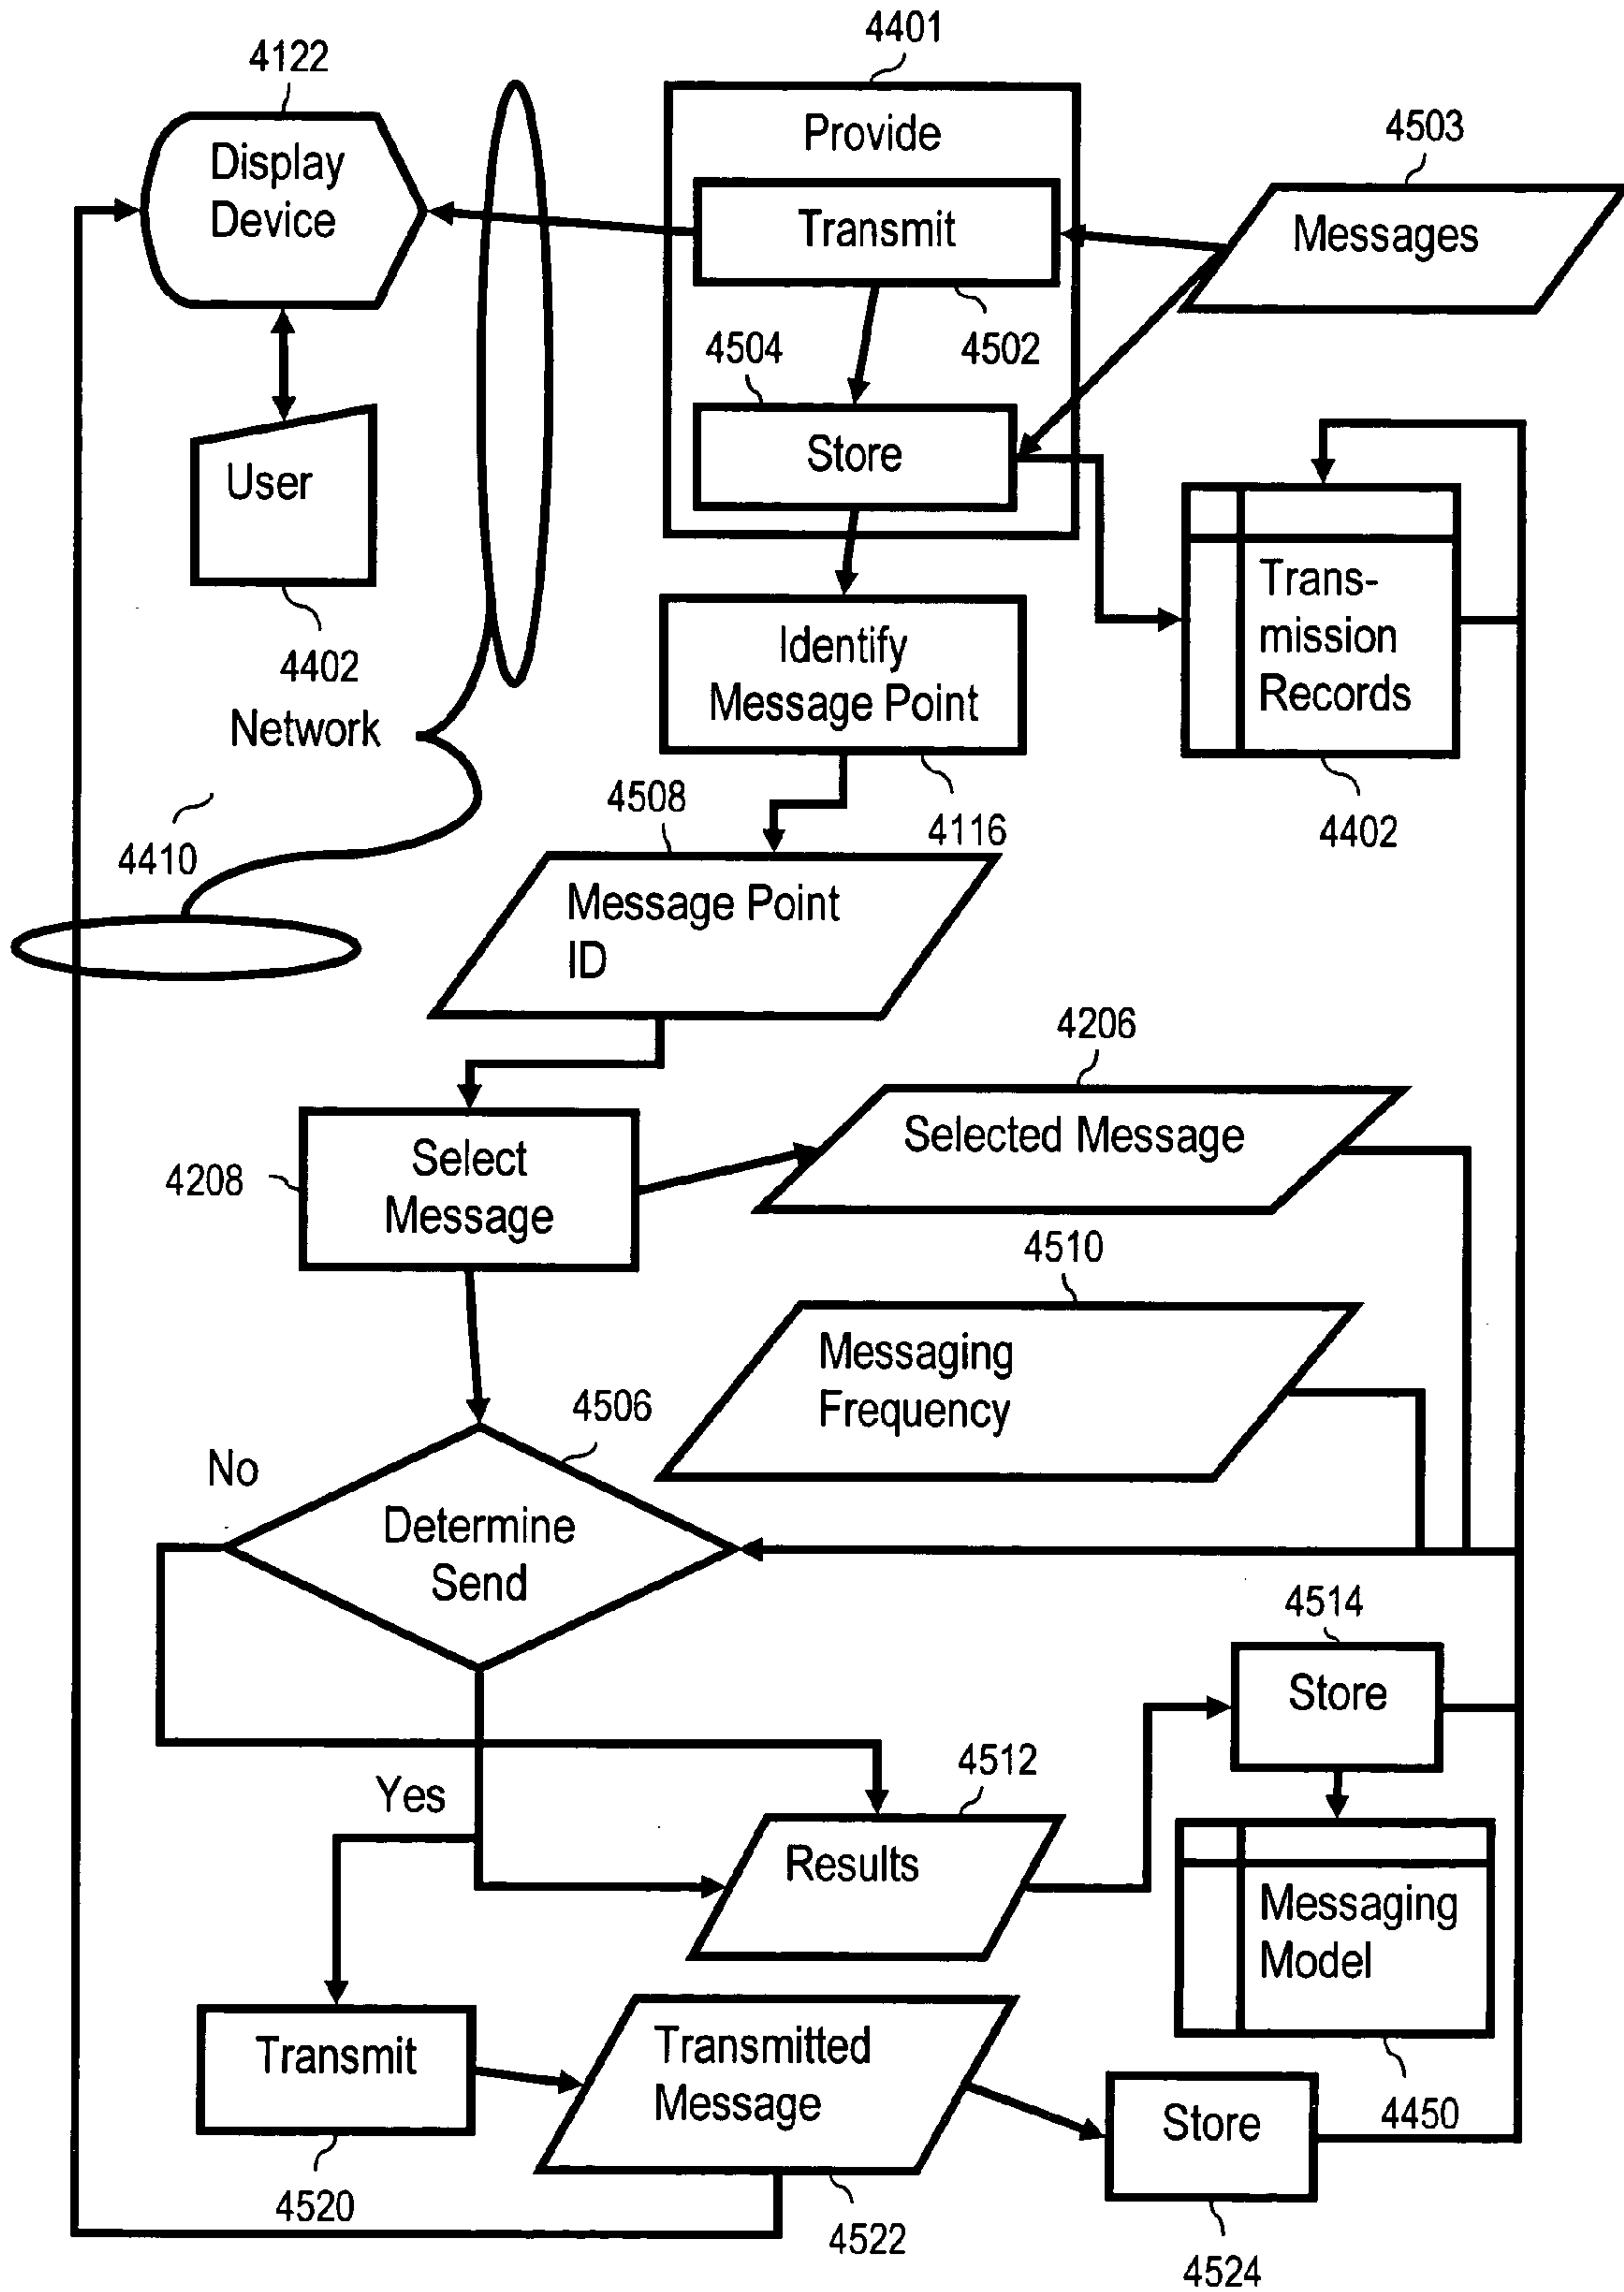 4401
4122
Provide
4503
Display
Device
Transmit
Messages
4504
4502
Store
User
Trans-
mission
Records
Identify
Message Point
4402
Network
4508
4116
4402
4410
Message Point
ID
4206
Selected Message
Select
Message
4208
4510
Messaging
Frequency
4506
No
Determine
Send
4514
Store
4512
Yes
Results
Messaging
Model
Transmit
Transmitted
Message
4450
Store
4520
4522
4524